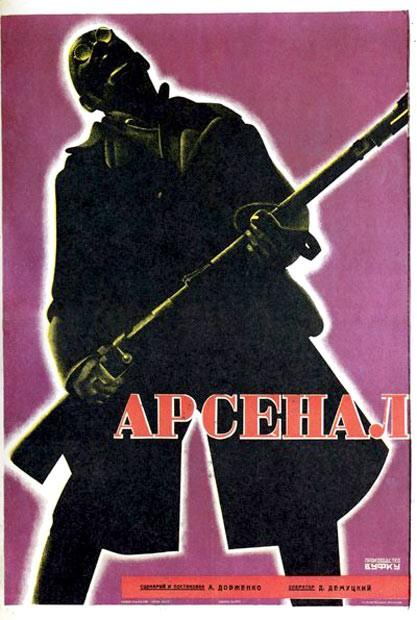 АРСЕНАЛ
ПРОИЗВОДСТВО
ВУФКУ
СЦЕНАРИЙ И ПОСТАНОВКА А. ДОВЖЕНКО ОПЕРАТОР Д. ДЕМУЦКИЙ